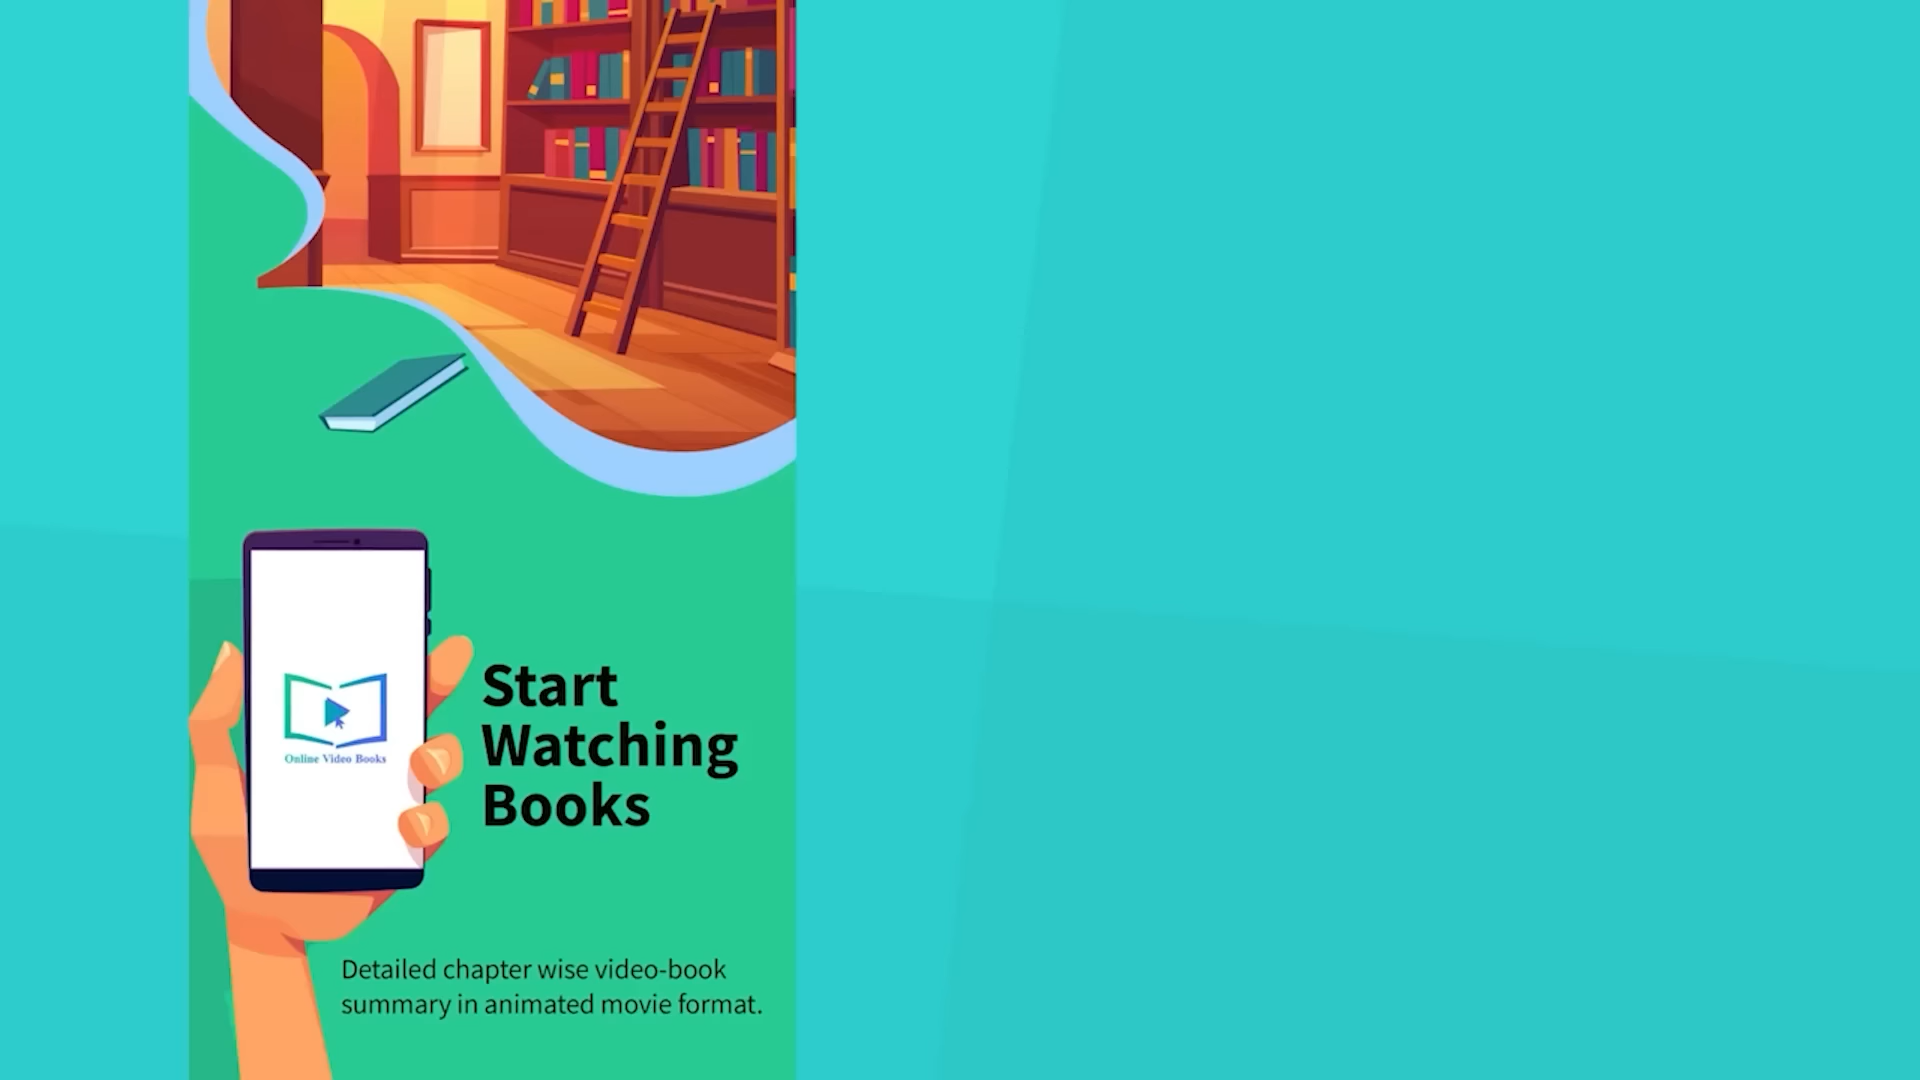 Online Video Books
Start
Watching
Books
Detailed chapter wise video-book
summary in animated movie format.